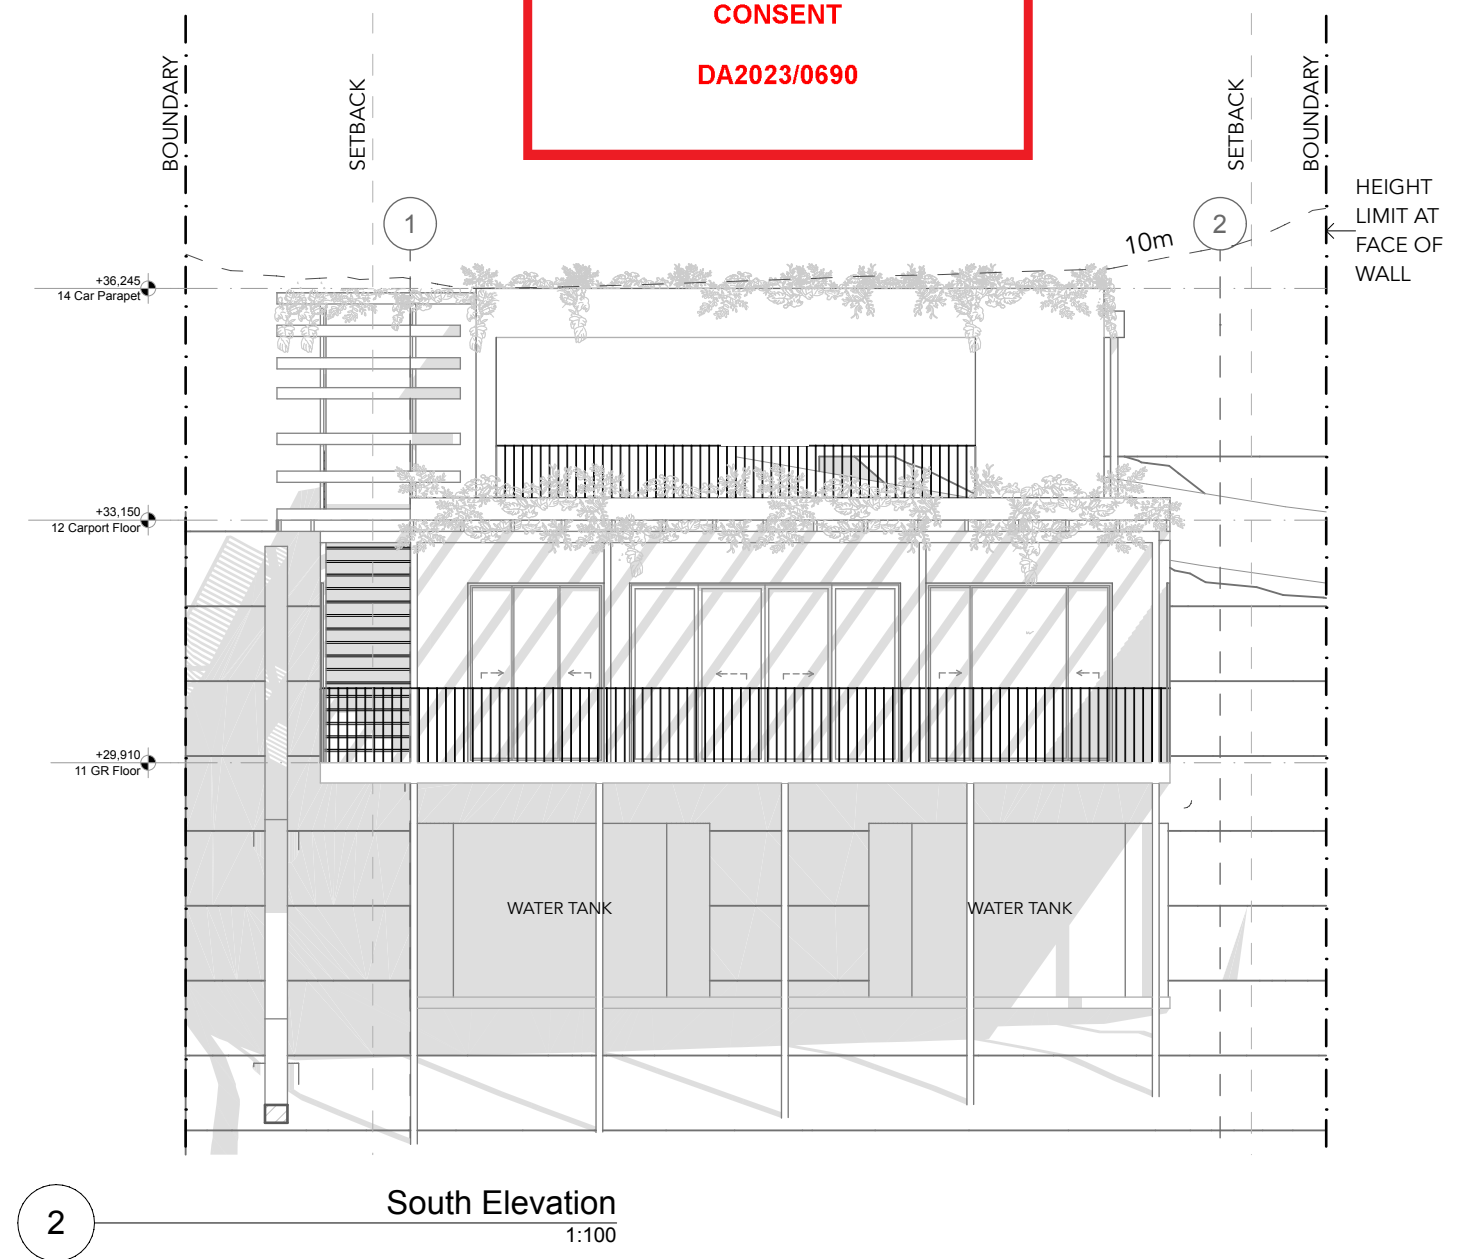 CONSENT
DA2023/0690
BOUNDARY
SETBACK
SETBACK
BOUNDARY
HEIGHT
LIMIT AT
FACE OF
WALL
1
10m
2
+36,245
14 Car Parapet
+33,150
12 Carport Floor
+29,910
11 GR Floor
WATER TANK
WATER TANK
2
South Elevation
1:100